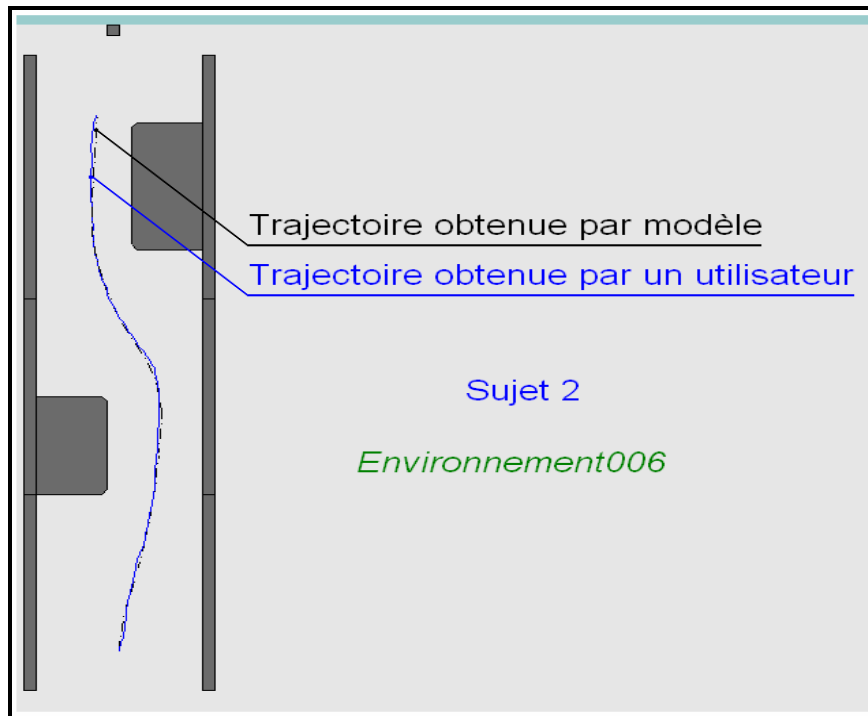 Trajectoire obtenue par modèle
Trajectoire obtenue par un utilisateur
Sujet 2
Environnement006